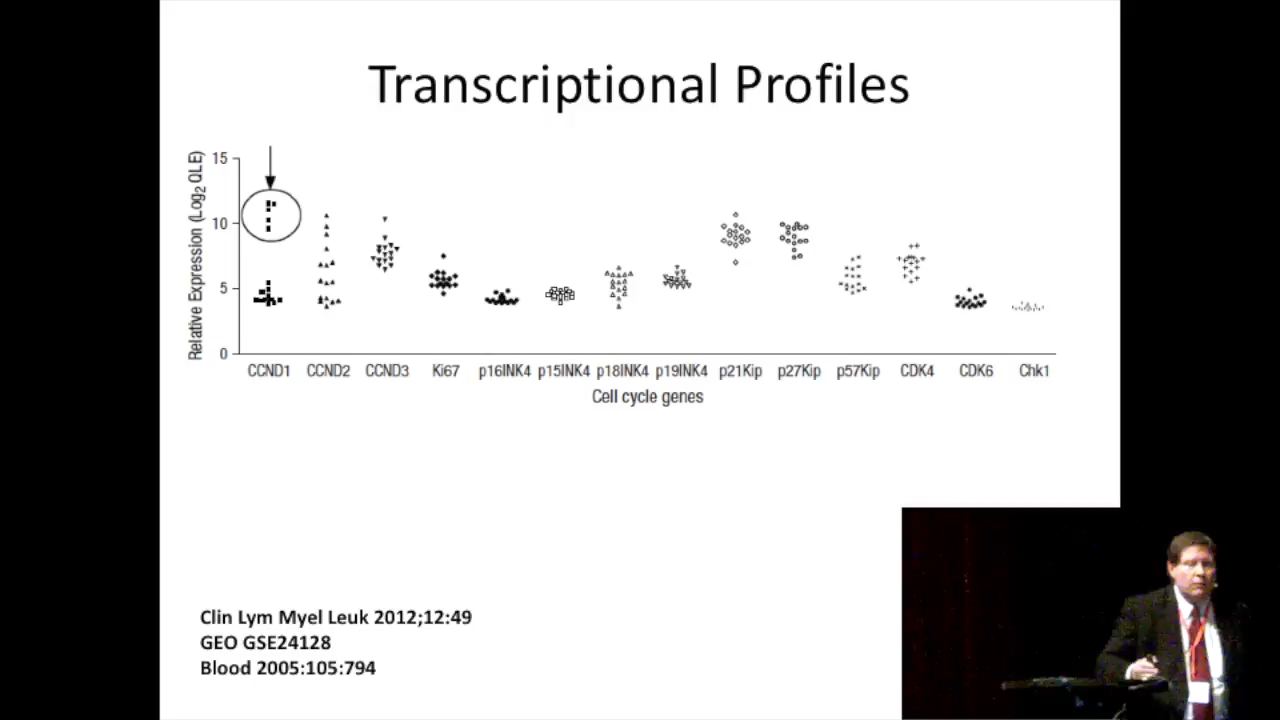 Transcriptional Profiles
Relative Expression (Log2 QLE)
15
10
5
0
CCND1 CCND2 CCND3 Ki67 p16INK4 p15INK4 p18INK4 p19INK4 p21Kip p27Kip p57Kip CDK4 CDK6 Chk1
Cell cycle genes
Clin Lym Myel Leuk 2012;12:49
GEO GSE24128
Blood 2005:105:794